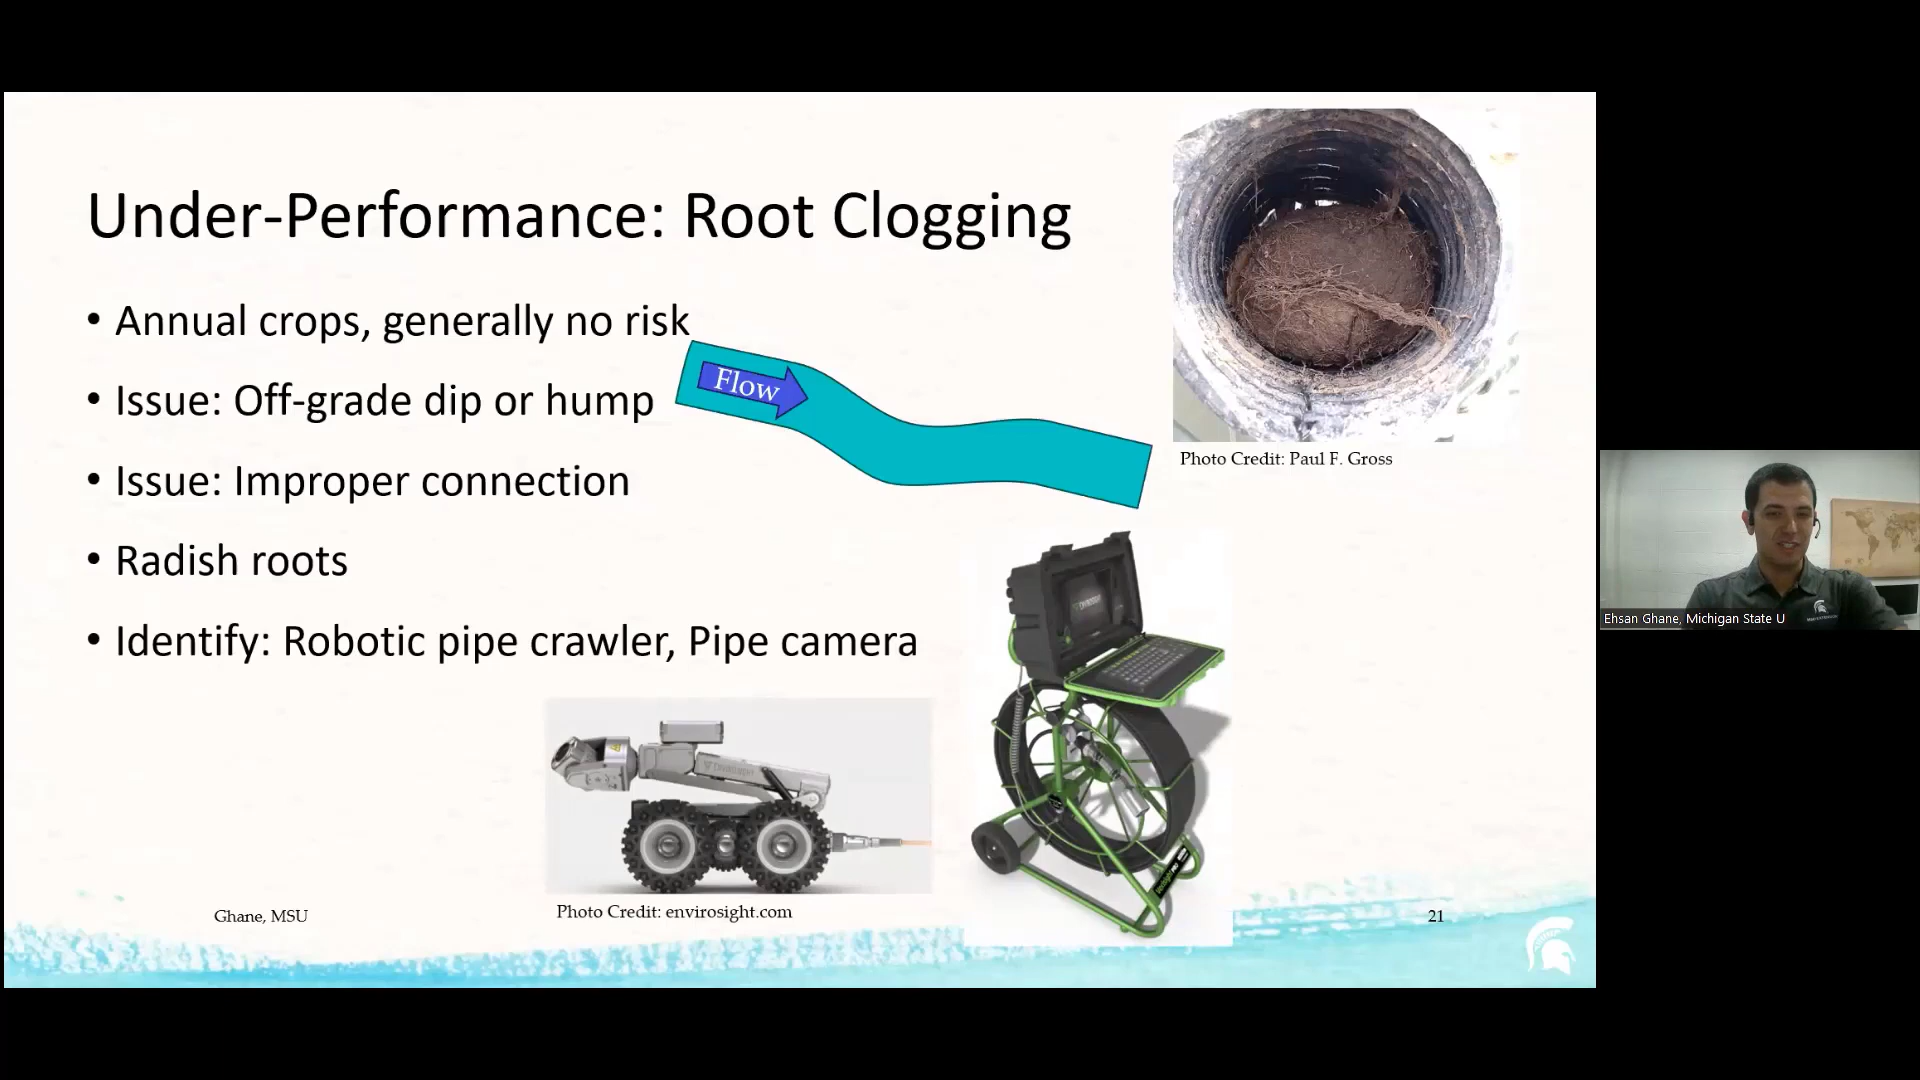 Under-Performance: Root Clogging
• Annual crops, generally no risk
• Issue: Off-grade dip or hump
Flow
• Issue: Improper connection
• Radish roots
• Identify: Robotic pipe crawler, Pipe camera
Photo Credit: Paul F. Gross
ENVIROSIGHT
Photo Credit: envirosight.com
Ghane, MSU
21
Ehsan Ghane, Michigan State U